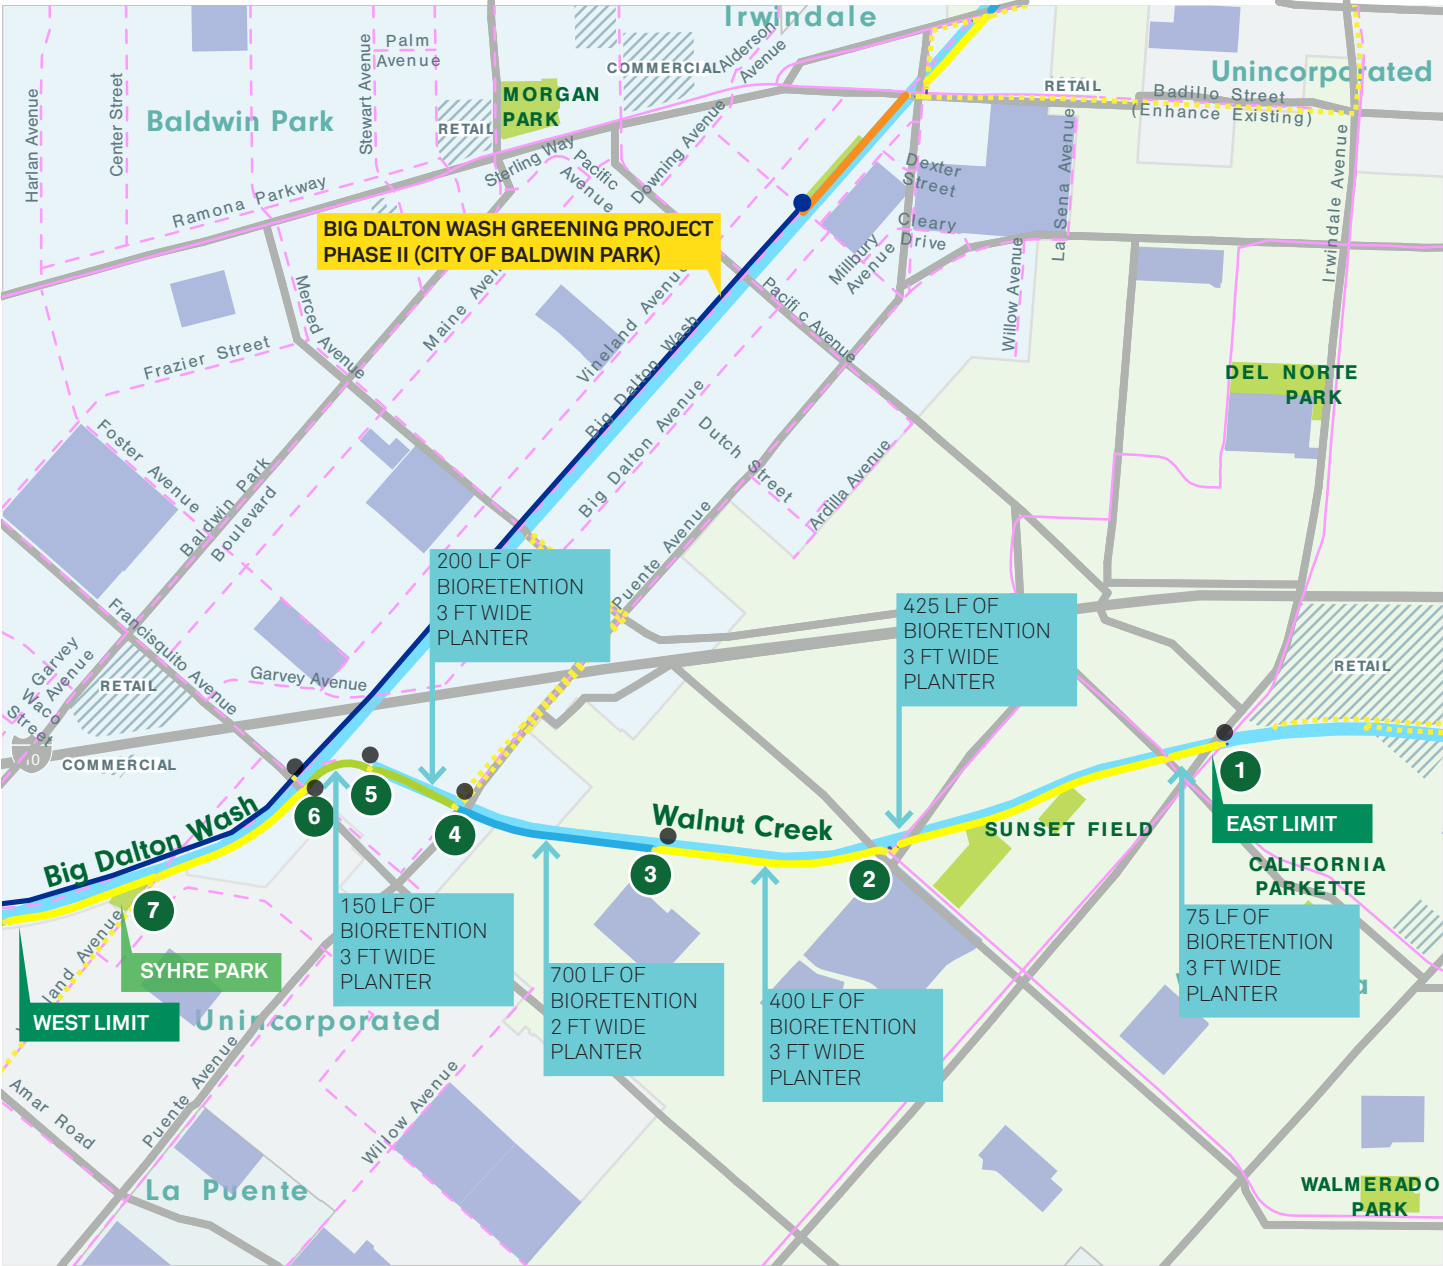 Irwindale
Palm
Avenue
Alderson
Avenue
COMMERCIAL
Unincorporated
RETAIL
Badillo Street
(Enhance Existing)
Harlan Avenue
Center Street
Stewart Avenue
MORGAN
PARK
Baldwin Park
RETAIL
Sterling Way
Pacific
Avenue
Downing Avenue
Dexter
Street
La Sena Avenue
Irwindale Avenue
Ramona Parkway
BIG DALTON WASH GREENING PROJECT
PHASE II (CITY OF BALDWIN PARK)
Cleary
Drive
Millbury
Avenue
Willow Avenue
Merced Avenue
Maine Aven
Vineland Avenu
Pacifi c Avenue
Frazier Street
Big Dalton Wash
DEL NORTE
PARK
Big Dalton Avenue
Dutch Street
Ardilla Avenue
Foster Avenue
Baldwin Park
Boulevard
Puente Avenue
200 LF OF
BIORETENTION
3 FT WIDE
PLANTER
425 LF OF
BIORETENTION
3 FT WIDE
PLANTER
Francisquito Avenue
Garvey
Avenue
Waco
Street
RETAIL
Garvey Avenue
RETAIL
10
COMMERCIAL
1
EAST LIMIT
5
6
4
Big Dalton Wash
Walnut Creek
SUNSET FIELD
3
2
CALIFORNIA
PARKETTE
7
150 LF OF
BIORETENTION
3 FT WIDE
PLANTER
75 LF OF
BIORETENTION
3 FT WIDE
PLANTER
a
land Avenue
SYHRE PARK
WEST LIMIT
Unincorporated
700 LF OF
BIORETENTION
2 FT WIDE
PLANTER
400 LF OF
BIORETENTION
3 FT WIDE
PLANTER
Amar Road
Puente Avenue
Willow Avenue
La Puente
WALMERADO
PARK